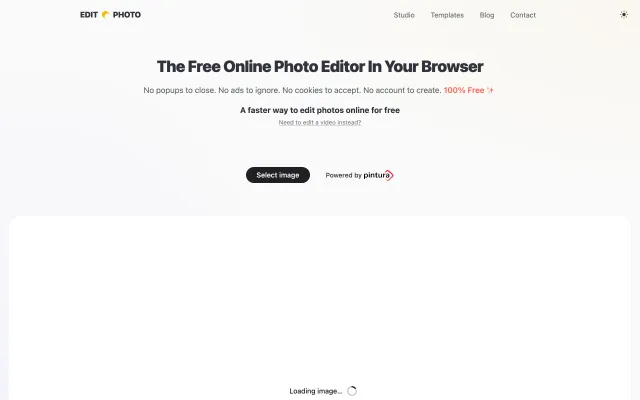 EDIT PHOTO
Studio Templates Blog Contact
The Free Online Photo Editor In Your Browser
No popups to close. No ads to ignore. No cookies to accept. No account to create. 100% Free ✨
A faster way to edit photos online for free
Need to edit a video instead?
Select image
Powered by pintura
Loading image...